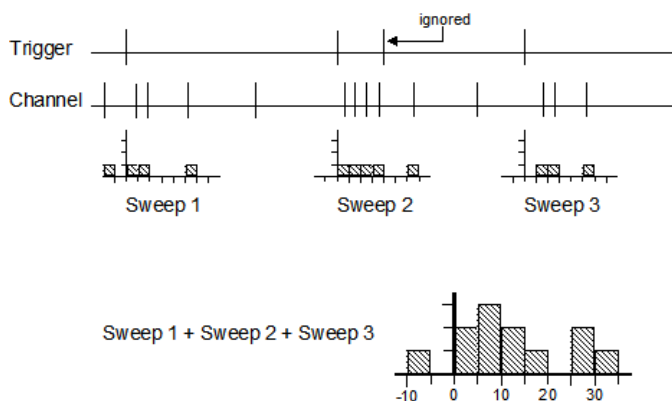 ignored
Trigger
Channel
Sweep 1 Sweep 2 Sweep 3
Sweep 1 + Sweep 2 + Sweep 3
-10 0 10 20 30